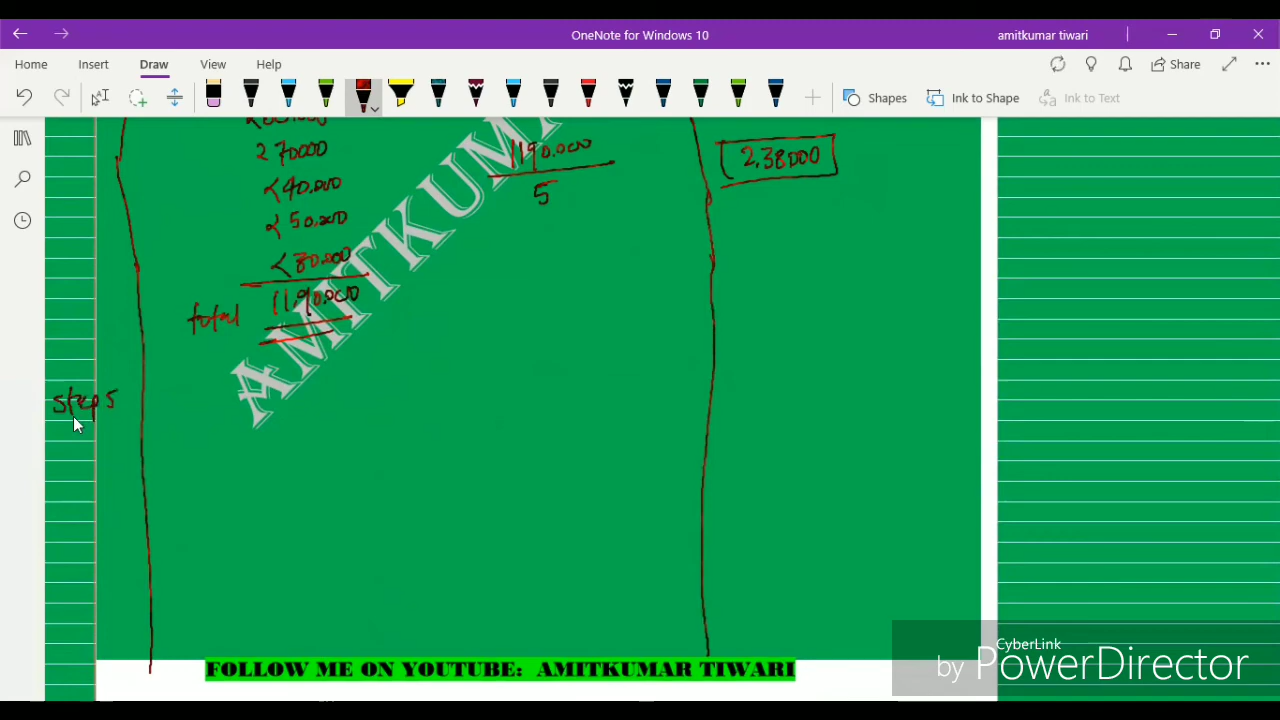 OneNote for Windows 10
amitkumar tiwari
Home Insert Draw View Help
Share
Shapes
Ink to Shape
Ink to Text
2 70000
<40.000
<50.000
<80.000
total 11.90.000
1190.000
5
2.38000
AMITKUMA
step 5
FOLLOW ME ON YOUTUBE: AMITKUMAR TIWARI
CyberLink
by PowerDirector